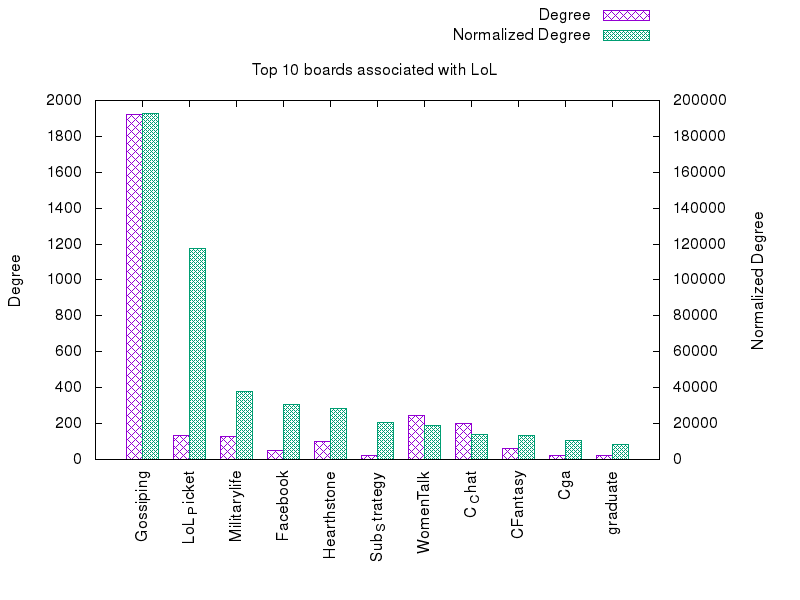 Degree
Normalized Degree
Top 10 boards associated with LoL
2000
1800
1600
1400
1200
1000
800
600
400
200
0
200000
180000
160000
140000
120000
100000
80000
60000
40000
20000
0
Degree
Normalized Degree
Gossiping
LoLPicket
Militarylife
Facebook
Hearthstone
SubStrategy
WomenTalk
CChat
CFantasy
Cga
graduate